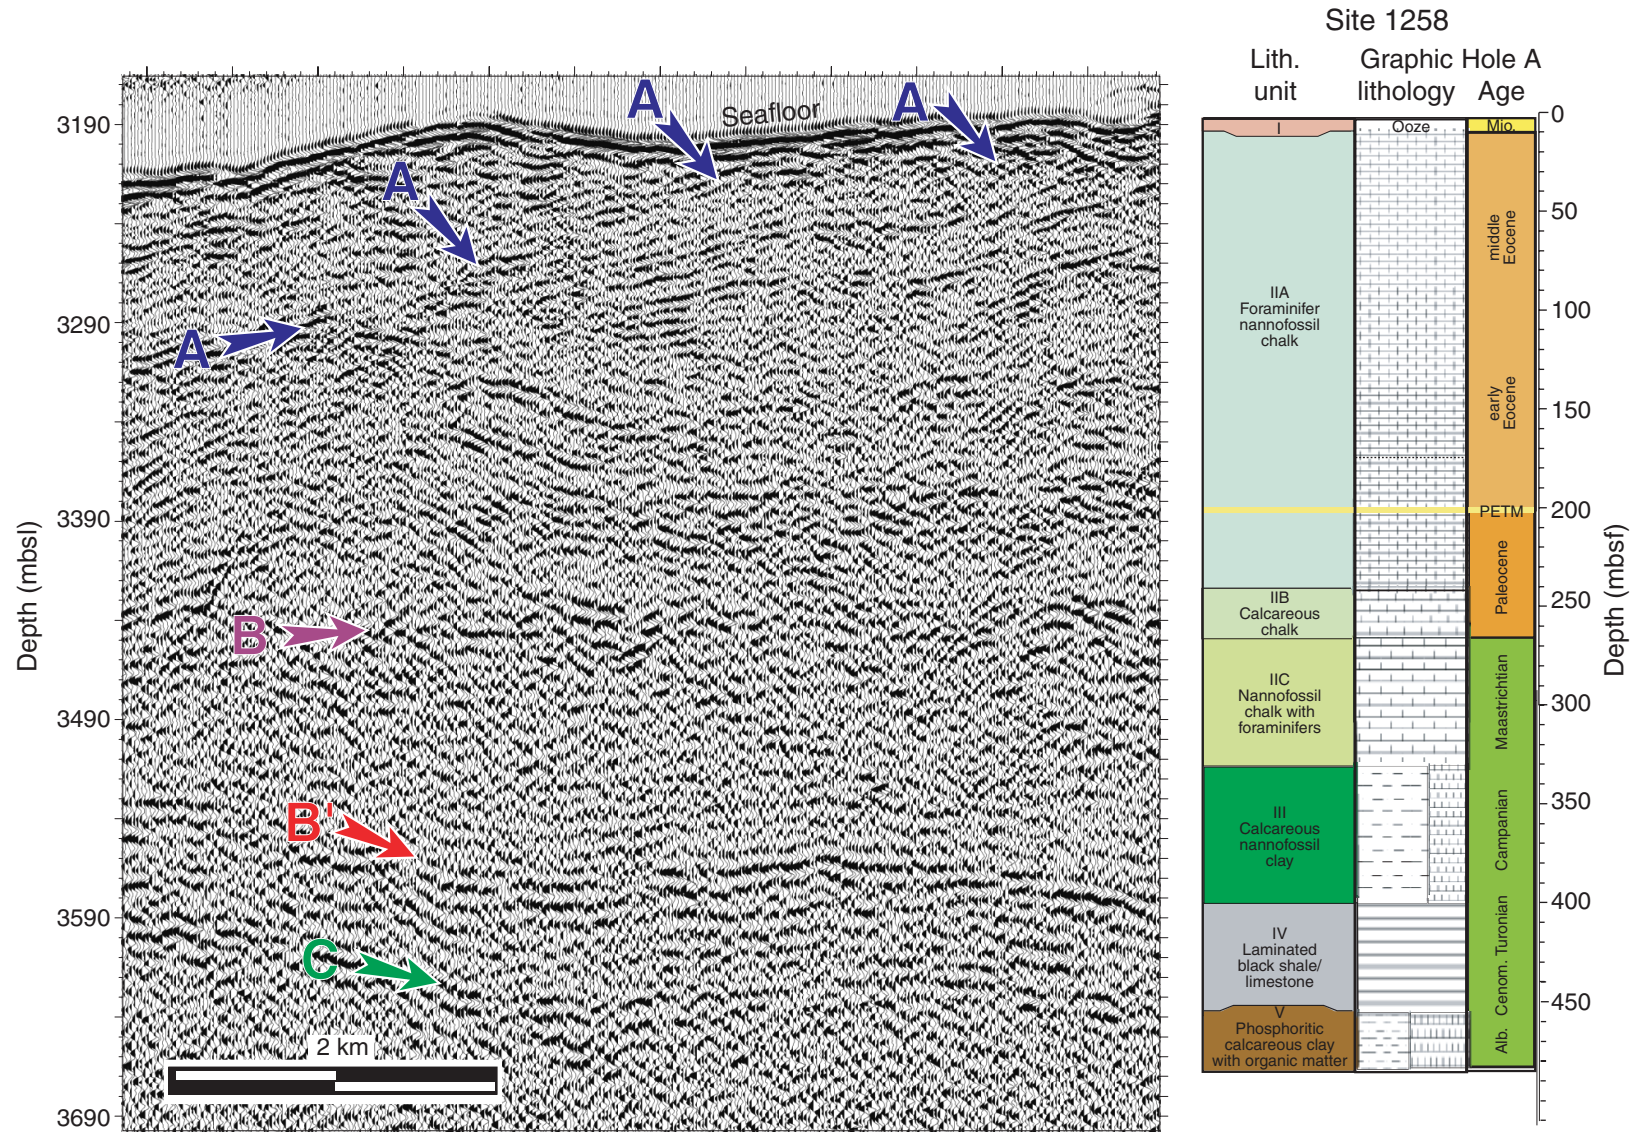 Site 1258
Lith.
unit
Graphic
lithology
Hole A
Age
Depth (mbsl)
3190
3290
3390
3490
3590
3690
Seafloor
A
A
A
A
B
B'
C
2 km
I
IIA
Foraminifer
nannofossil
chalk
IIB
Calcareous
chalk
IIC
Nannofossil
chalk with
foraminifers
III
Calcareous
nannofossil
clay
IV
Laminated
black shale/
limestone
V
Phosphoritic
calcareous clay
with organic matter
Ooze
Mio.
middle
Eocene
early
Eocene
PETM
Paleocene
Maastrichtian
Campanian
Turonian
Cenom.
Alb.
0
50
100
150
200
250
300
350
400
450
Depth (mbsf)